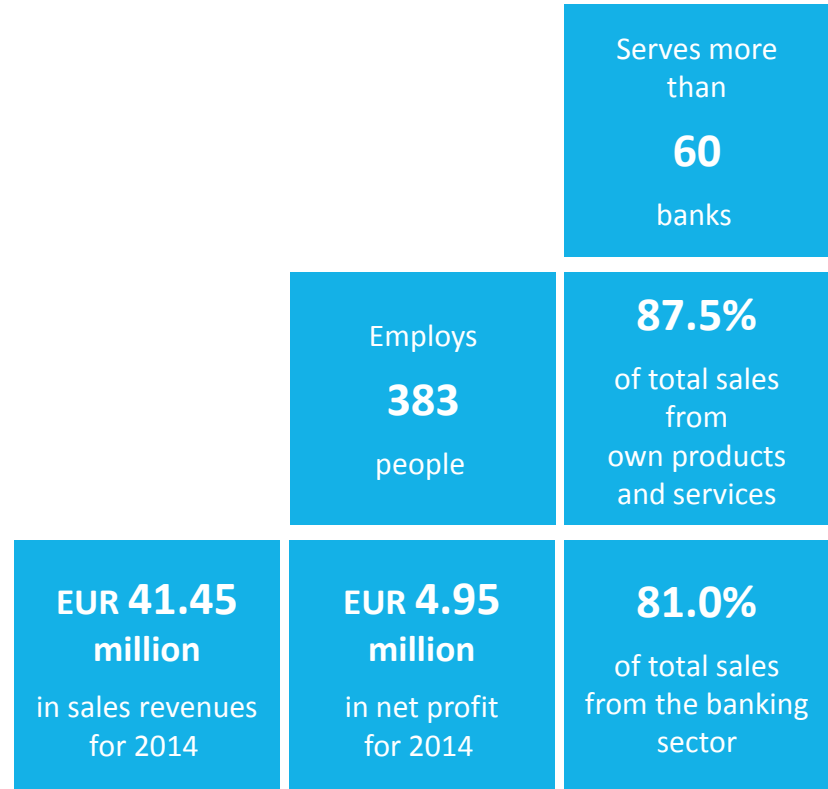 Serves more
than
60
banks
Employs
383
people
87.5%
of total sales
from
own products
and services
EUR 41.45
million
in sales revenues
for 2014
EUR 4.95
million
in net profit
for 2014
81.0%
of total sales
from the banking
sector